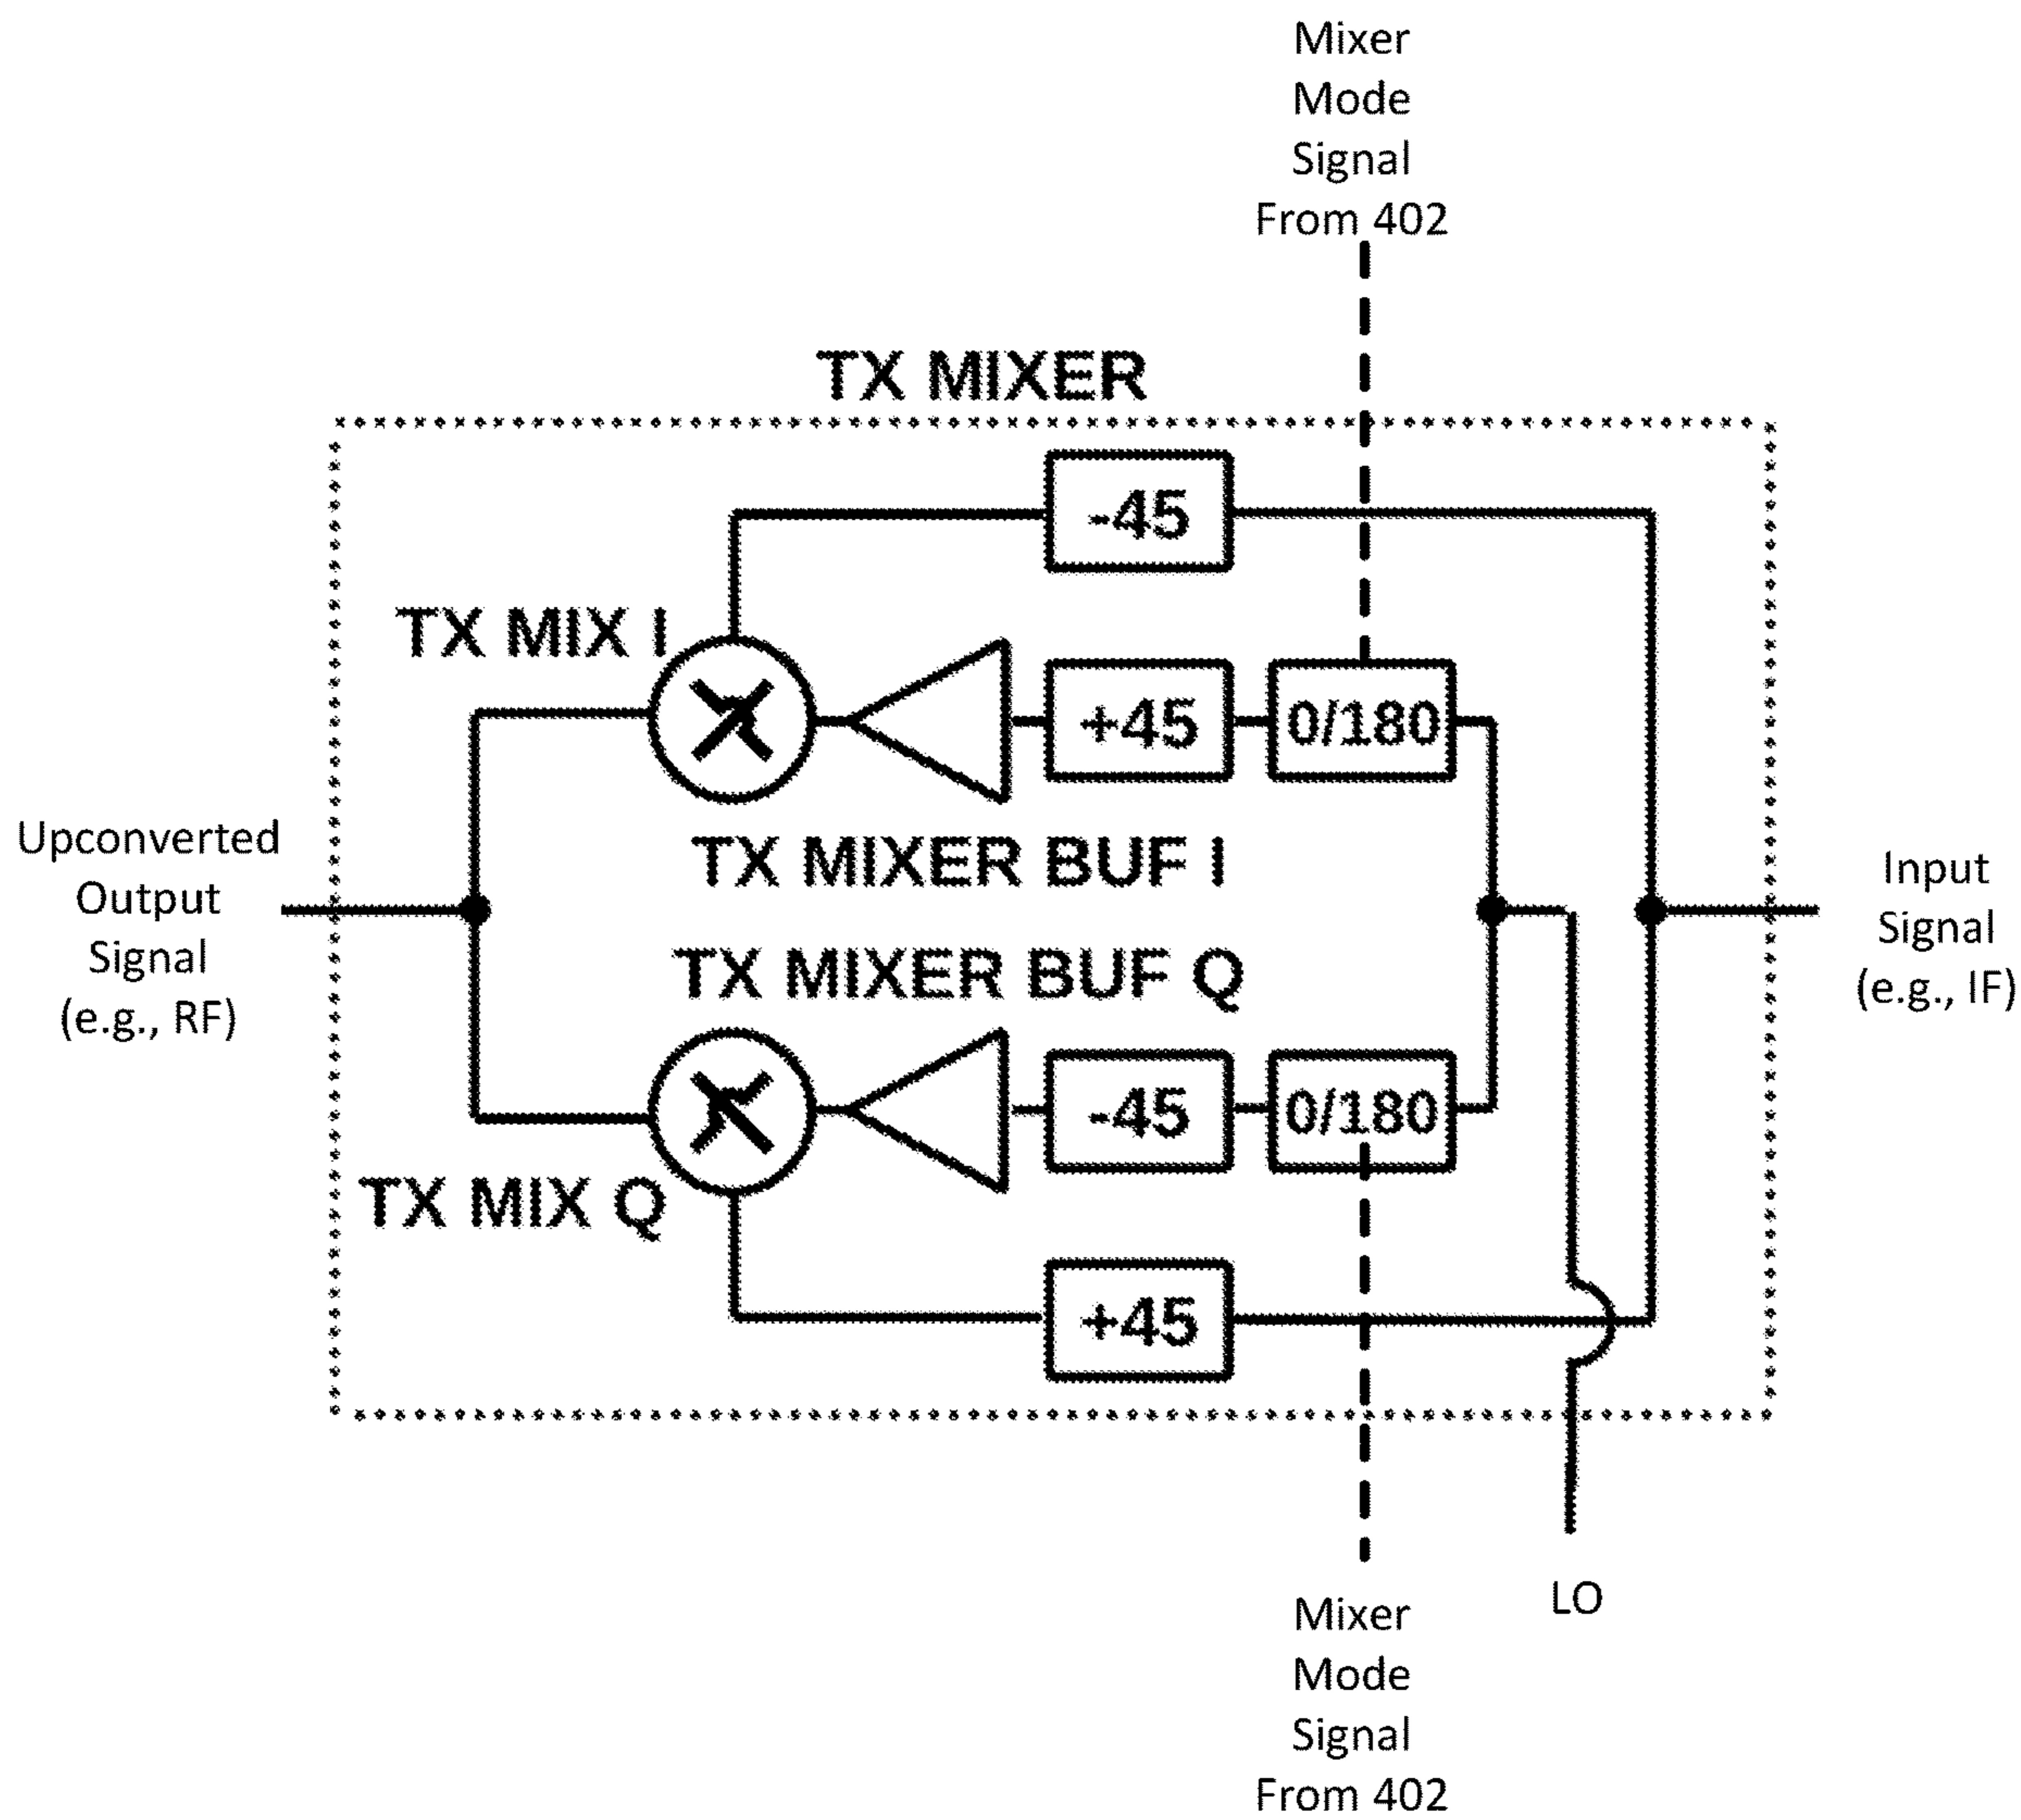 Mixer
Mode
Signal
From 402
TX MIXER
-45
TX MIX I
+45
0/180
TX MIXER BUF I
Upconverted
Output
Signal
(e.g., RF)
Input
Signal
(e.g., IF)
TX MIXER BUF Q
-45
0/180
TX MIX Q
+45
LO
Mixer
Mode
Signal
From 402